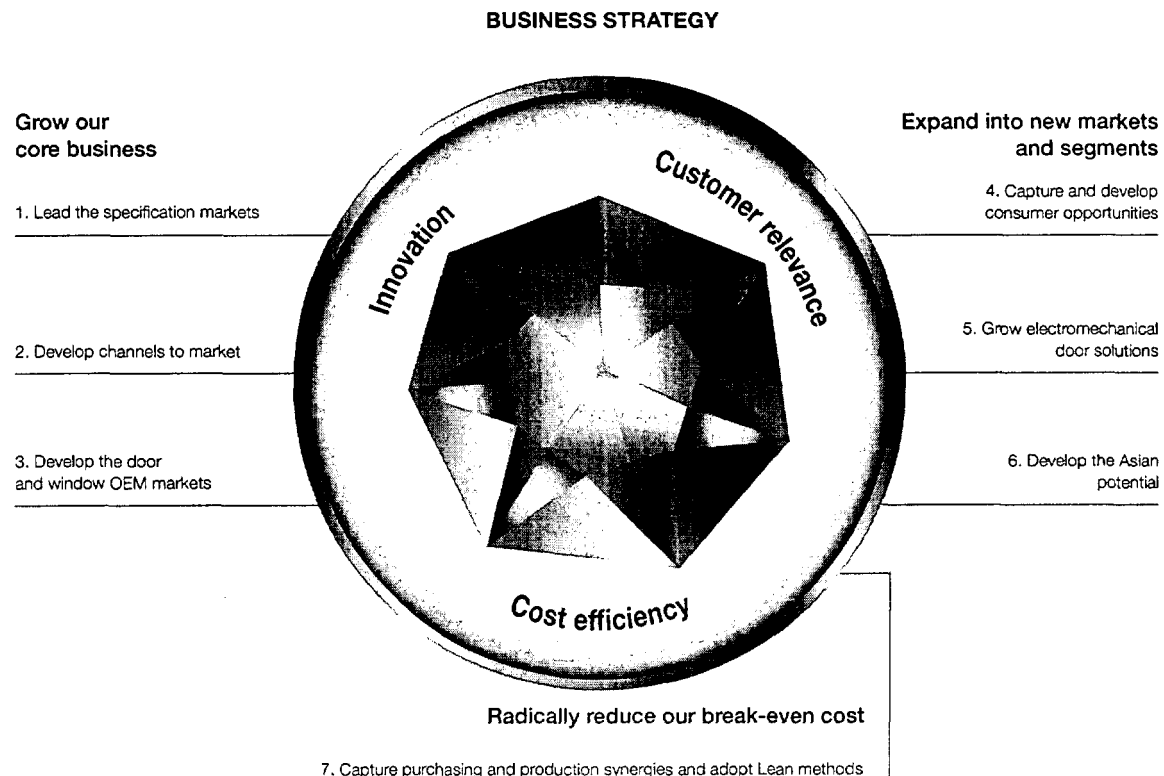 BUSINESS STRATEGY
Grow our
core business
1. Lead the specification markets
2. Develop channels to market
3. Develop the door
and window OEM markets
Innovation
Customer relevance
Cost efficiency
Expand into new markets
and segments
4. Capture and develop
consumer opportunities
5. Grow electromechanical
door solutions
6. Develop the Asian
potential
Radically reduce our break-even cost
7. Capture purchasing and production synergies and adopt Lean methods